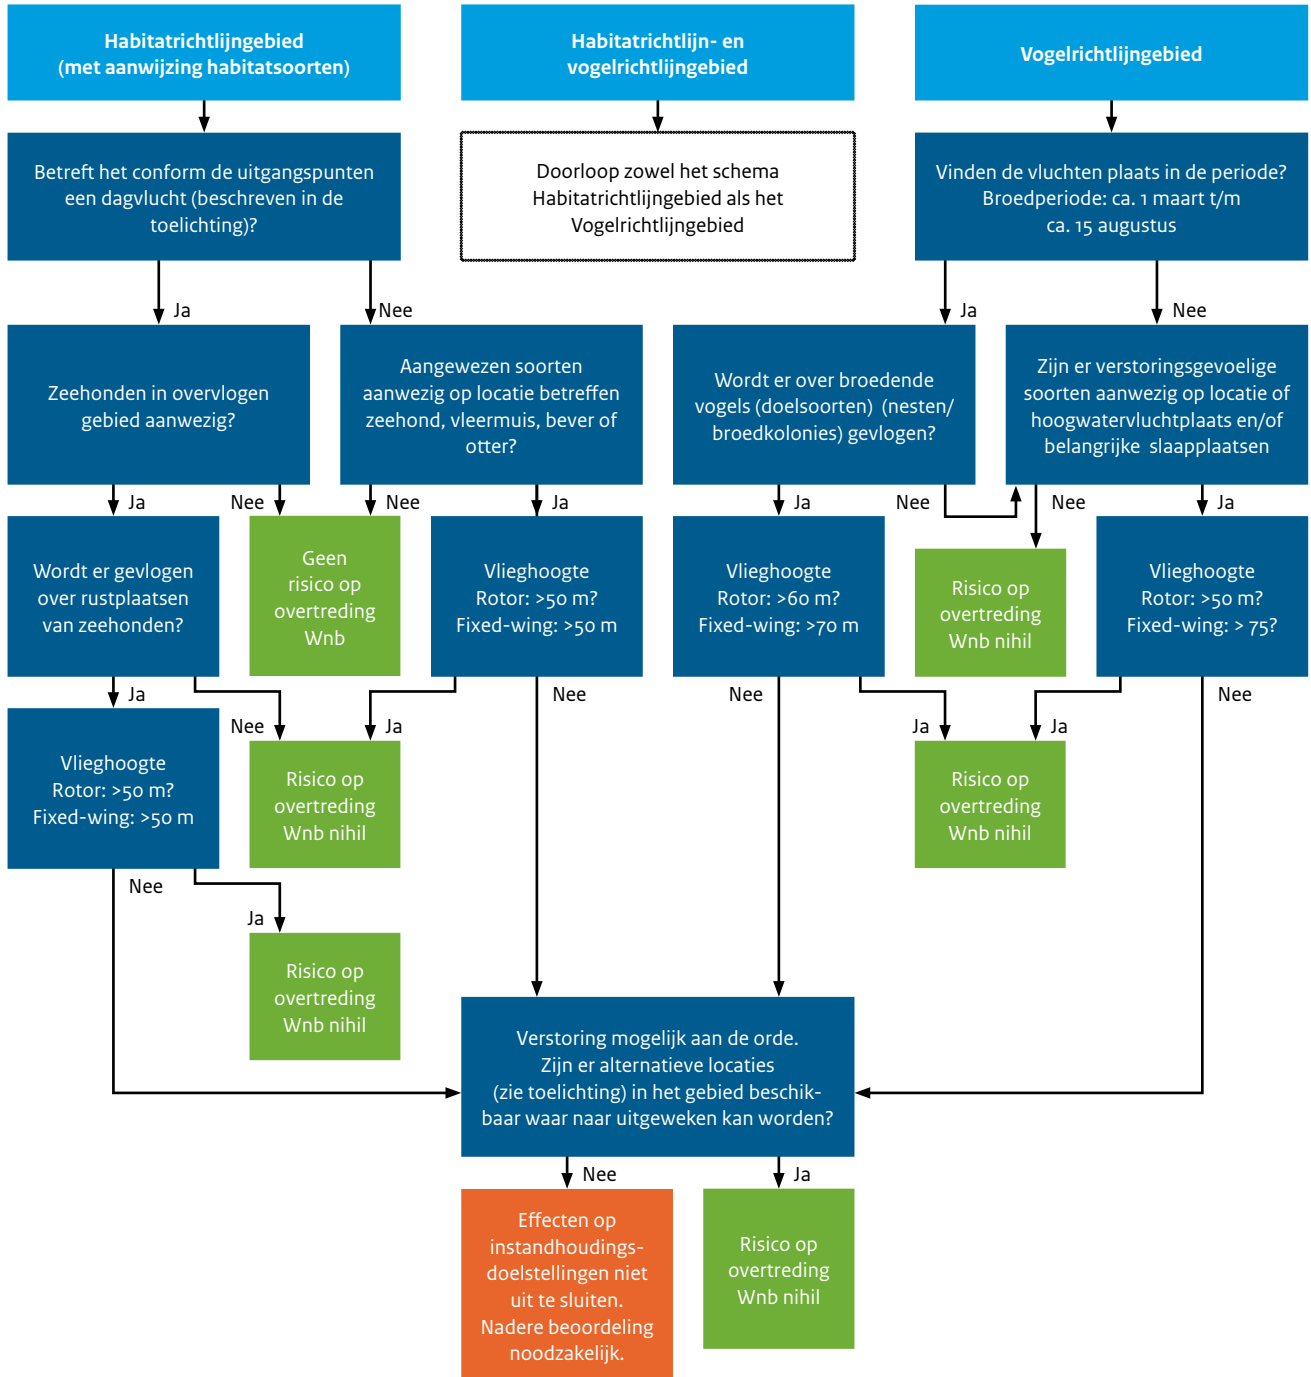 Habitatrichtlijngebied
(met aanwijzing habitatsoorten)
Habitatrichtlijn- en
vogelrichtlijngebied
Vogelrichtlijngebied
Betreft het conform de uitgangspunten
een dagvlucht (beschreven in de
toelichting)?
Doorloop zowel het schema
Habitatrichtlijngebied als het
Vogelrichtlijngebied
Vinden de vluchten plaats in de periode?
Broedperiode: ca. 1 maart t/m
ca. 15 augustus
Ja
Nee
Ja
Nee
Zeehonden in overvlogen
gebied aanwezig?
Aangewezen soorten
aanwezig op locatie betreffen
zeehond, vleermuis, bever of
otter?
Wordt er over broedende
vogels (doelsoorten) (nesten/
broedkolonies) gevlogen?
Zijn er verstoringsgevoelige
soorten aanwezig op locatie of
hoogwatervluchtplaats en/of
belangrijke slaapplaatsen
Ja
Nee
Nee
Ja
Ja
Nee
Nee
Ja
Wordt er gevlogen
over rustplaatsen
van zeehonden?
Geen
risico op
overtreding
Wnb
Vlieghoogte
Rotor: >50 m?
Fixed-wing: >50 m
Vlieghoogte
Rotor: >60 m?
Fixed-wing: >70 m
Risico op
overtreding
Wnb nihil
Vlieghoogte
Rotor: >50 m?
Fixed-wing: > 75?
Ja
Nee
Ja
Nee
Nee
Ja
Ja
Nee
Vlieghoogte
Rotor: >50 m?
Fixed-wing: >50 m
Risico op
overtreding
Wnb nihil
Risico op
overtreding
Wnb nihil
Nee
Ja
Risico op
overtreding
Wnb nihil
Verstoring mogelijk aan de orde.
Zijn er alternatieve locaties
(zie toelichting) in het gebied beschik-
baar waar naar uitgeweken kan worden?
Nee
Ja
Effecten op
instandhoudings-
doelstellingen niet
uit te sluiten.
Nadere beoordeling
noodzakelijk.
Risico op
overtreding
Wnb nihil